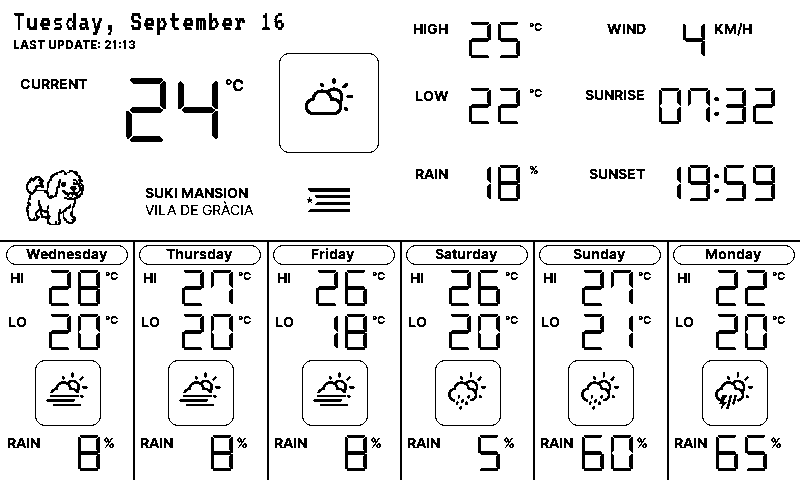 Tuesday, September 16
LAST UPDATE: 21:13
CURRENT 24 °C
SUKI MANSION
VILA DE GRÀCIA
HIGH 25 °C
LOW 22 °C
RAIN 18 %
WIND 4 KM/H
SUNRISE 07:32
SUNSET 19:59
Wednesday
HI 28 °C
LO 20 °C
RAIN 8 %
Thursday
HI 27 °C
LO 20 °C
RAIN 8 %
Friday
HI 26 °C
LO 18 °C
RAIN 8 %
Saturday
HI 26 °C
LO 20 °C
RAIN 5 %
Sunday
HI 27 °C
LO 21 °C
RAIN 60 %
Monday
HI 22 °C
LO 20 °C
RAIN 65 %